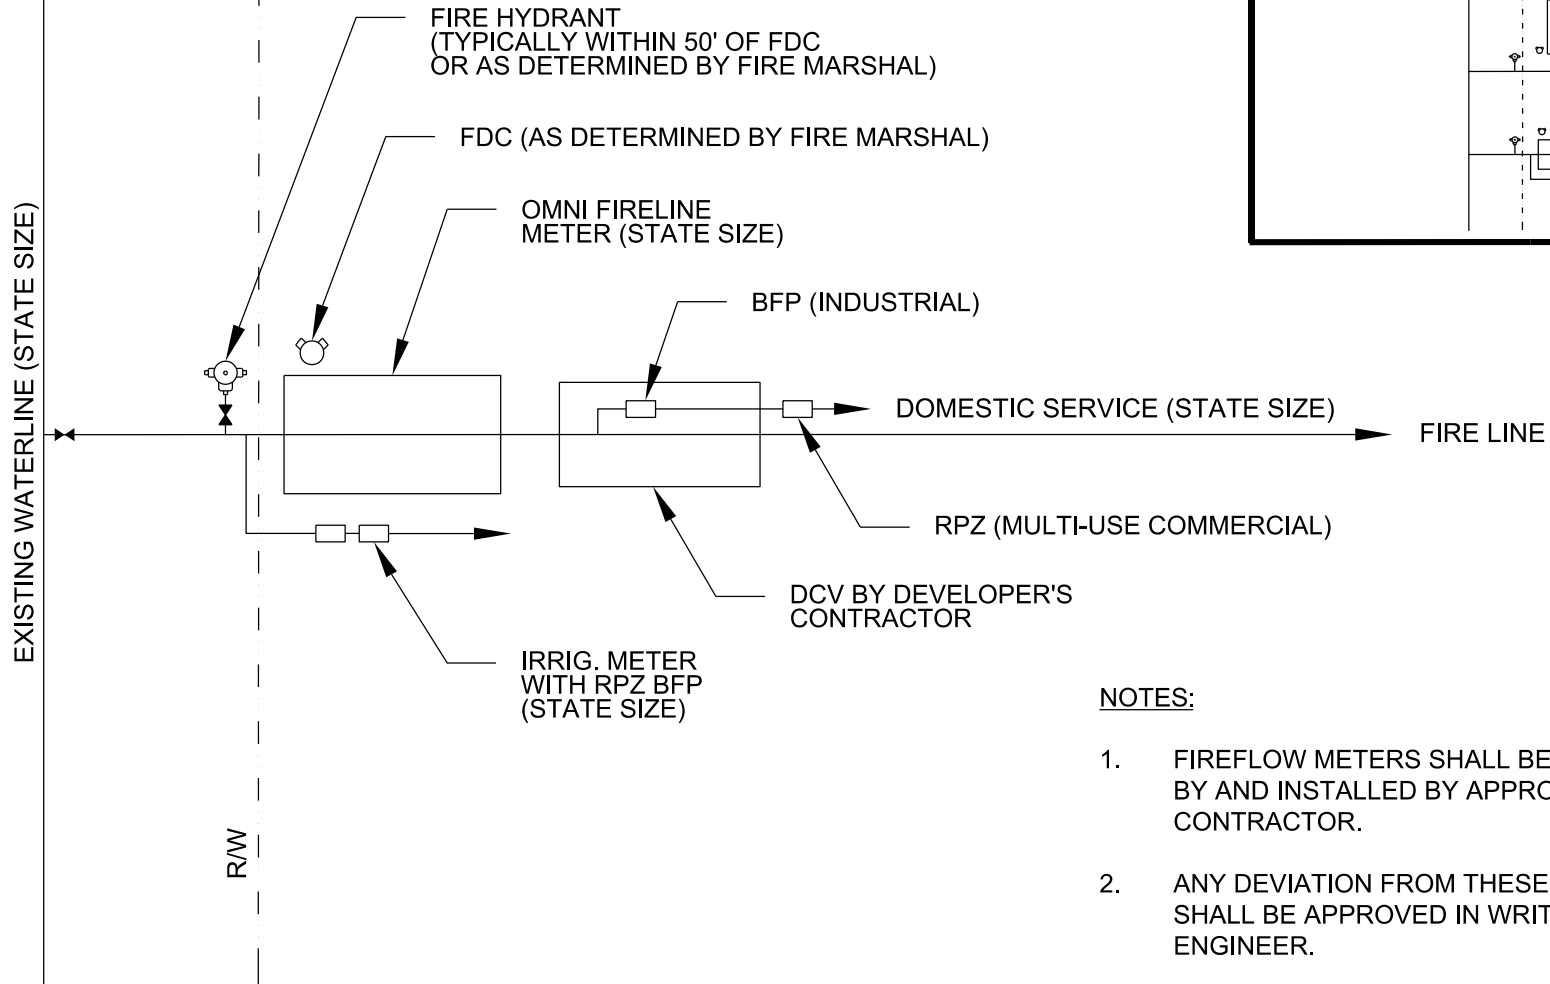 FIRE HYDRANT
(TYPICALLY WITHIN 50' OF FDC
OR AS DETERMINED BY FIRE MARSHAL)
FDC (AS DETERMINED BY FIRE MARSHAL)
OMNI FIRELINE
METER (STATE SIZE)
EXISTING WATERLINE (STATE SIZE)
BFP (INDUSTRIAL)
DOMESTIC SERVICE (STATE SIZE)
FIRE LINE
RPZ (MULTI-USE COMMERCIAL)
DCV BY DEVELOPER'S
CONTRACTOR
IRRIG. METER
WITH RPZ BFP
(STATE SIZE)
R/W
NOTES:
1. FIREFLOW METERS SHALL BE
BY AND INSTALLED BY APPRO
CONTRACTOR.
2. ANY DEVIATION FROM THESE
SHALL BE APPROVED IN WRIT
ENGINEER.